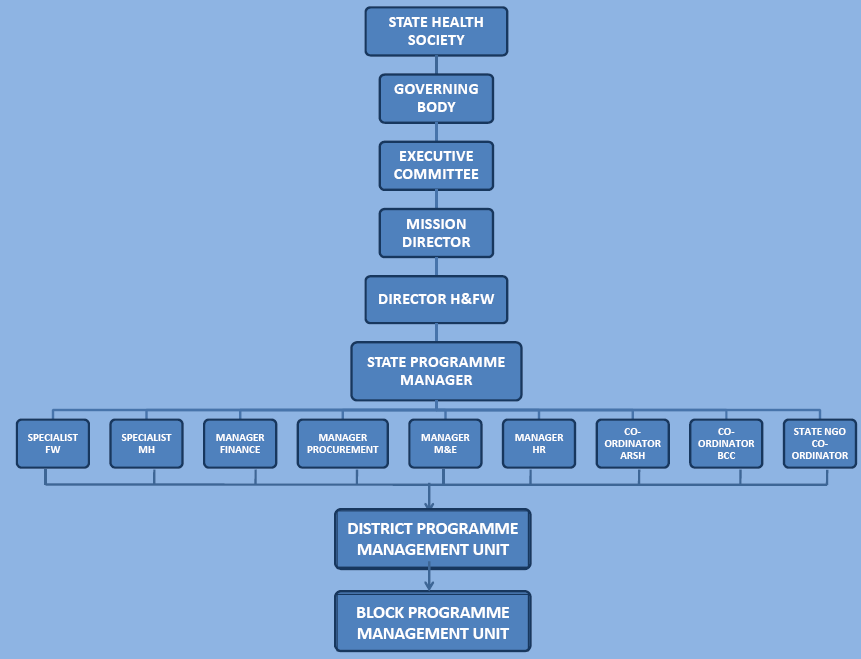 STATE HEALTH
SOCIETY
GOVERNING
BODY
EXECUTIVE
COMMITTEE
MISSION
DIRECTOR
DIRECTOR H&FW
STATE PROGRAMME
MANAGER
SPECIALIST
FW
SPECIALIST
MH
MANAGER
FINANCE
MANAGER
PROCUREMENT
MANAGER
M&E
MANAGER
HR
CO-
ORDINATOR
ARSH
CO-
ORDINATOR
BCC
STATE NGO
CO-
ORDINATOR
DISTRICT PROGRAMME
MANAGEMENT UNIT
BLOCK PROGRAMME
MANAGEMENT UNIT